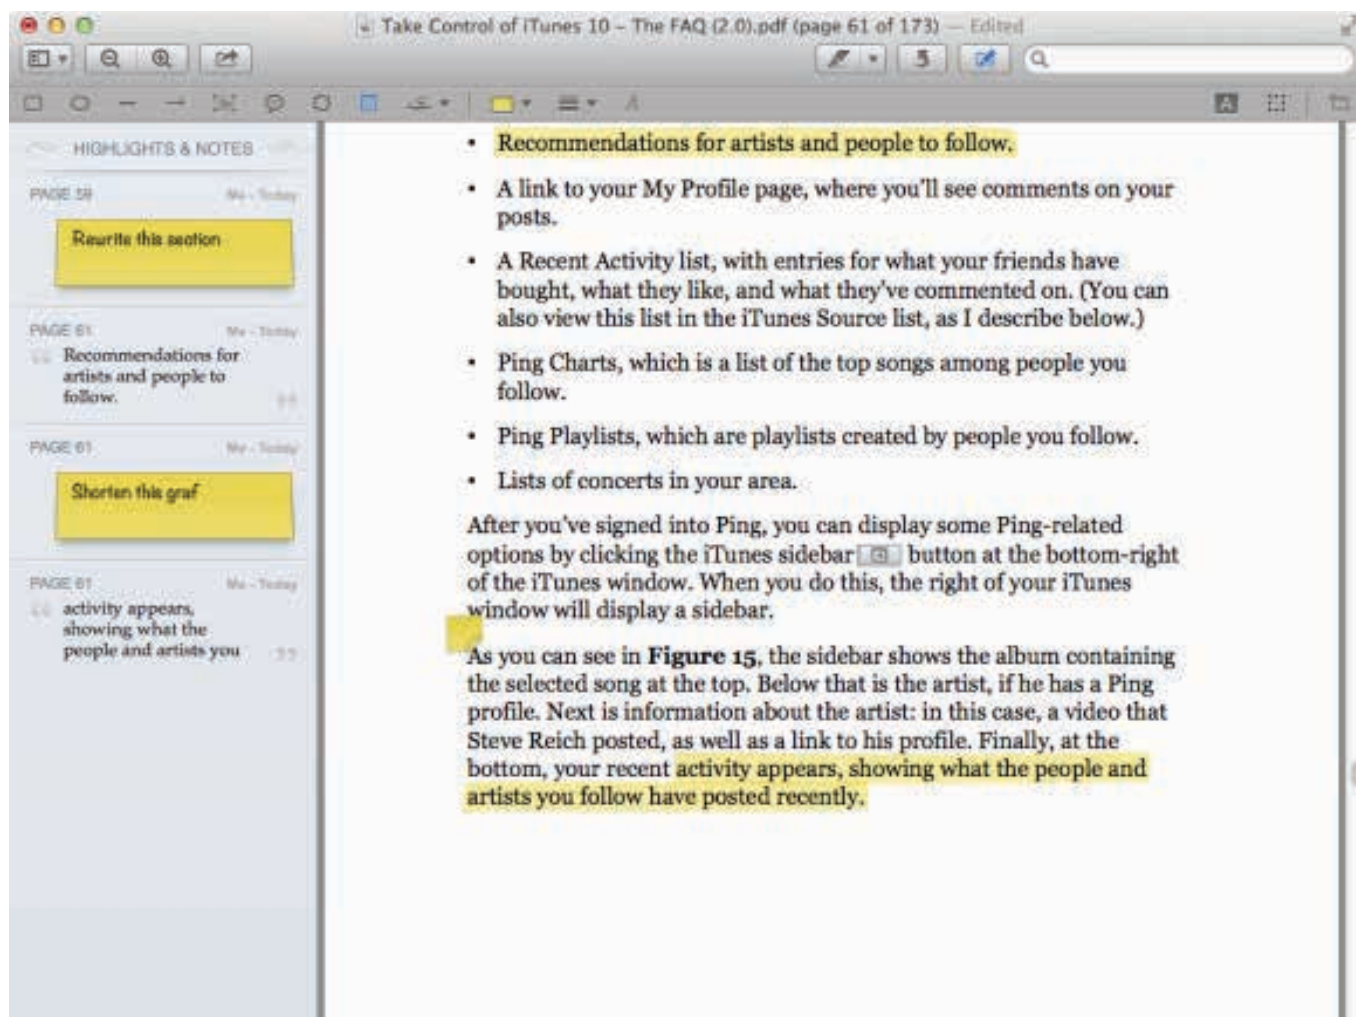 Take Control of iTunes 10 – The FAQ (2.0).pdf (page 61 of 173) — Edited
HIGHLIGHTS & NOTES
PAGE 59
Me - Today
Rewrite this section
PAGE 61
Me - Today
Recommendations for
artists and people to
follow.
PAGE 61
Me - Today
Shorten this graf
PAGE 61
Me - Today
activity appears,
showing what the
people and artists you
• Recommendations for artists and people to follow.
• A link to your My Profile page, where you'll see comments on your
posts.
• A Recent Activity list, with entries for what your friends have
bought, what they like, and what they've commented on. (You can
also view this list in the iTunes Source list, as I describe below.)
• Ping Charts, which is a list of the top songs among people you
follow.
• Ping Playlists, which are playlists created by people you follow.
• Lists of concerts in your area.
After you've signed into Ping, you can display some Ping-related
options by clicking the iTunes sidebar button at the bottom-right
of the iTunes window. When you do this, the right of your iTunes
window will display a sidebar.
As you can see in Figure 15, the sidebar shows the album containing
the selected song at the top. Below that is the artist, if he has a Ping
profile. Next is information about the artist: in this case, a video that
Steve Reich posted, as well as a link to his profile. Finally, at the
bottom, your recent activity appears, showing what the people and
artists you follow have posted recently.